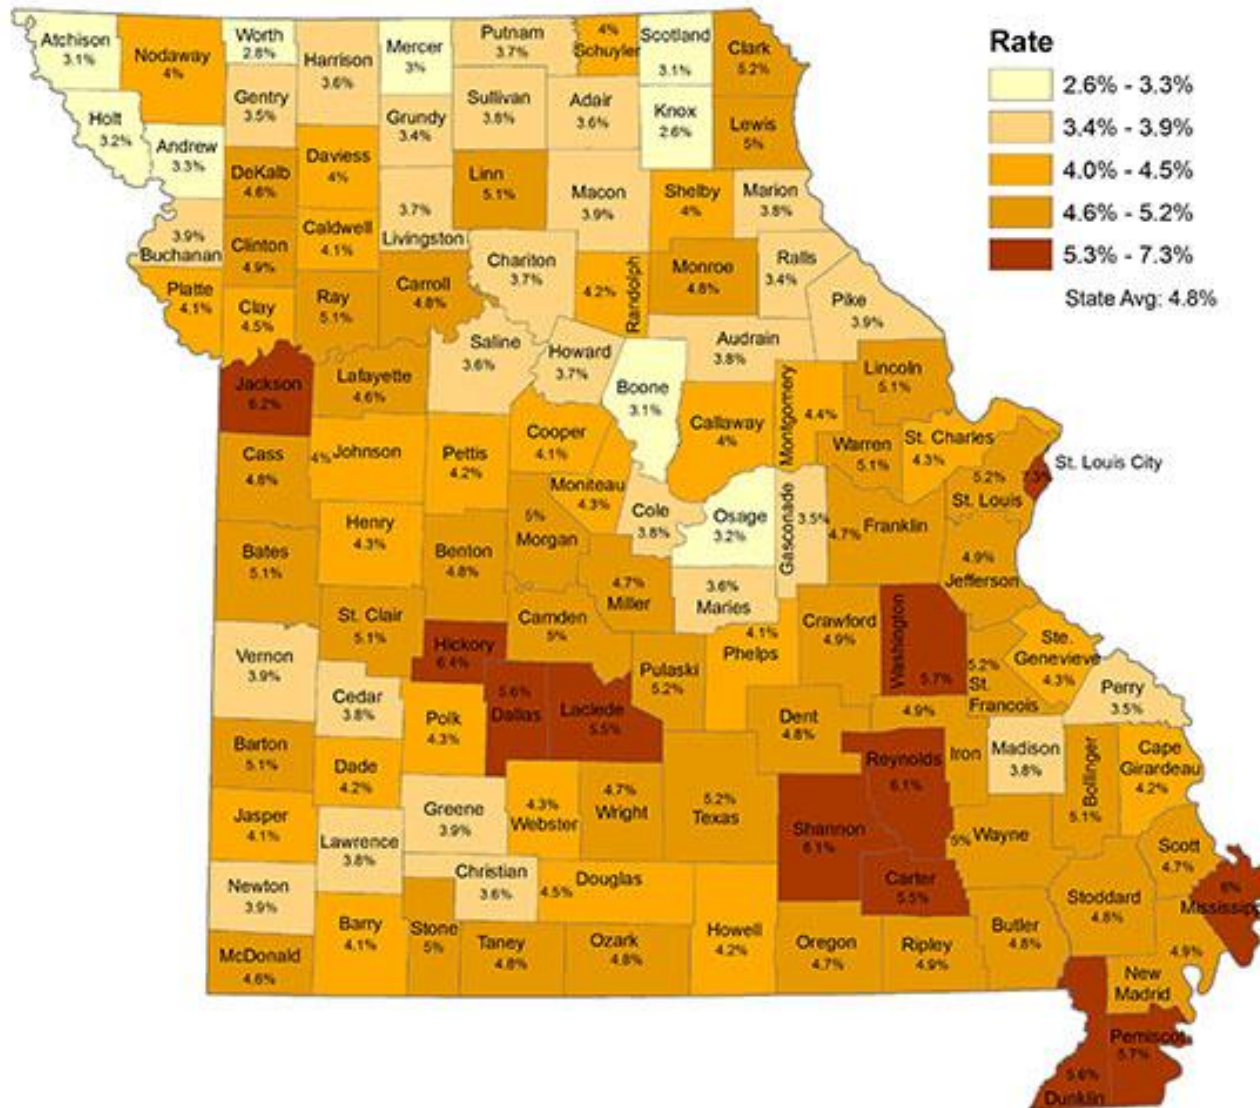 Atchison
3.1%
Nodaway
4%
Worth
2.8%
Harrison
3.6%
Mercer
3%
Putnam
3.7%
4%
Schuyler
Scotland
3.1%
Clark
5.2%
Holt
3.2%
Andrew
3.3%
Gentry
3.5%
Grundy
3.4%
Sullivan
3.8%
Adair
3.6%
Knox
2.6%
Lewis
5%
DeKalb
4.6%
Daviess
4%
Linn
5.1%
Macon
3.9%
Shelby
4%
Marion
3.8%
3.9%
Buchanan
Clinton
4.9%
Caldwell
4.1%
3.7%
Livingston
Chariton
3.7%
4.2%
Randolph
Monroe
4.8%
Ralls
3.4%
Pike
3.9%
Platte
4.1%
Clay
4.5%
Ray
5.1%
Carroll
4.8%
Saline
3.6%
Howard
3.7%
Boone
3.1%
Audrain
3.8%
Lincoln
5.1%
Jackson
6.2%
Lafayette
4.6%
Cooper
4.1%
Callaway
4%
Montgomery
4.4%
Warren
5.1%
St. Charles
4.3%
5.2%
St. Louis
7.3%
St. Louis City
Cass
4.8%
4%
Johnson
Pettis
4.2%
Moniteau
4.3%
Cole
3.8%
Osage
3.2%
Gasconade
3.5%
4.7%
Franklin
4.9%
Jefferson
Bates
5.1%
Henry
4.3%
Benton
4.8%
5%
Morgan
4.7%
Miller
3.6%
Maries
4.1%
Phelps
Crawford
4.9%
Washington
5.7%
5.2%
St.
Francois
Ste.
Genevieve
4.3%
Perry
3.5%
Vernon
3.9%
St. Clair
5.1%
Hickory
6.4%
Camden
5%
Pulaski
5.2%
Cedar
3.8%
Polk
4.3%
5.6%
Dallas
Laclede
5.5%
Dent
4.8%
4.9%
Iron
Madison
3.8%
Bollinger
5.1%
Cape
Girardeau
4.2%
Barton
5.1%
Dade
4.2%
Greene
3.9%
4.3%
Webster
4.7%
Wright
5.2%
Texas
Reynolds
6.1%
Shannon
6.1%
5%
Wayne
Scott
4.7%
Jasper
4.1%
Lawrence
3.8%
Christian
3.6%
4.5%
Douglas
Carter
5.5%
Stoddard
4.8%
6%
Mississip
Newton
3.9%
Barry
4.1%
Stone
5%
Taney
4.8%
Ozark
4.8%
Howell
4.2%
Oregon
4.7%
Ripley
4.9%
Butler
4.8%
McDonald
4.6%
4.9%
New
Madrid
Pemiscot
5.7%
5.6%
Dunklin
Rate
2.6% - 3.3%
3.4% - 3.9%
4.0% - 4.5%
4.6% - 5.2%
5.3% - 7.3%
State Avg: 4.8%